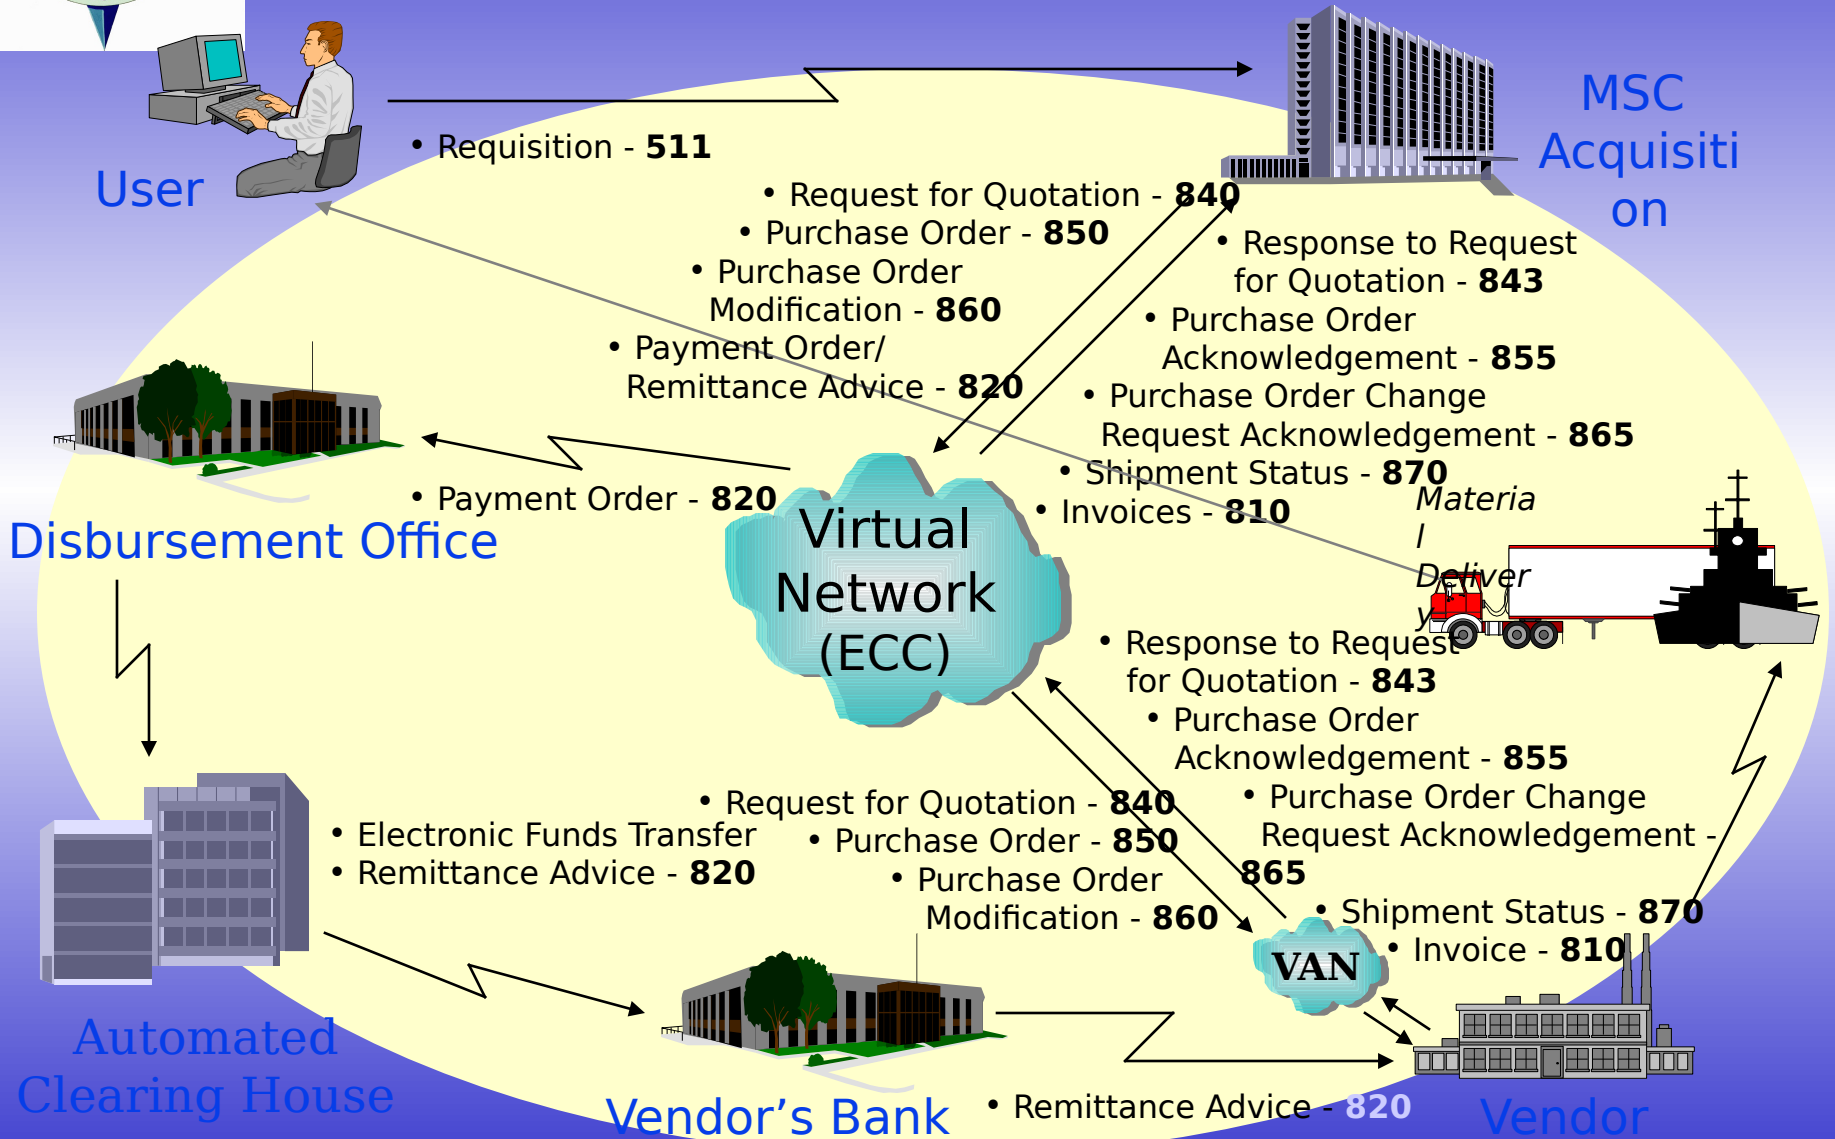 MSC
Acquisiti
on
User
• Requisition - 511
• Request for Quotation - 840
• Purchase Order - 850
• Purchase Order
Modification - 860
• Payment Order/
Remittance Advice - 820
• Response to Request
for Quotation - 843
• Purchase Order
Acknowledgement - 855
• Purchase Order Change
Request Acknowledgement - 865
• Shipment Status - 870
• Invoices - 810
• Payment Order - 820
Disbursement Office
Virtual
Network
(ECC)
Materia
l
Deliver
y
• Response to Request
for Quotation - 843
• Purchase Order
Acknowledgement - 855
• Purchase Order Change
Request Acknowledgement -
865
• Shipment Status - 870
• Invoice - 810
• Request for Quotation - 840
• Purchase Order - 850
• Purchase Order
Modification - 860
• Electronic Funds Transfer
• Remittance Advice - 820
VAN
Automated
Clearing House
Vendor’s Bank
• Remittance Advice - 820
Vendor